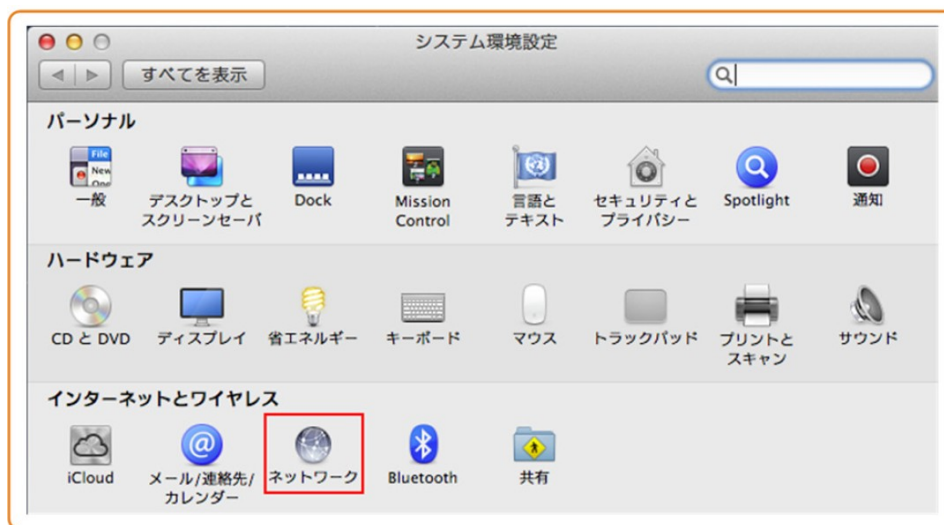 システム環境設定
すべてを表示
パーソナル
File
New
一般
デスクトップと
スクリーンセーバ
Dock
Mission
Control
言語と
テキスト
セキュリティと
プライバシー
Spotlight
通知
ハードウェア
CD と DVD
ディスプレイ
省エネルギー
キーボード
マウス
トラックパッド
プリントと
スキャン
サウンド
インターネットとワイヤレス
iCloud
@
メール/連絡先/
カレンダー
ネットワーク
Bluetooth
共有